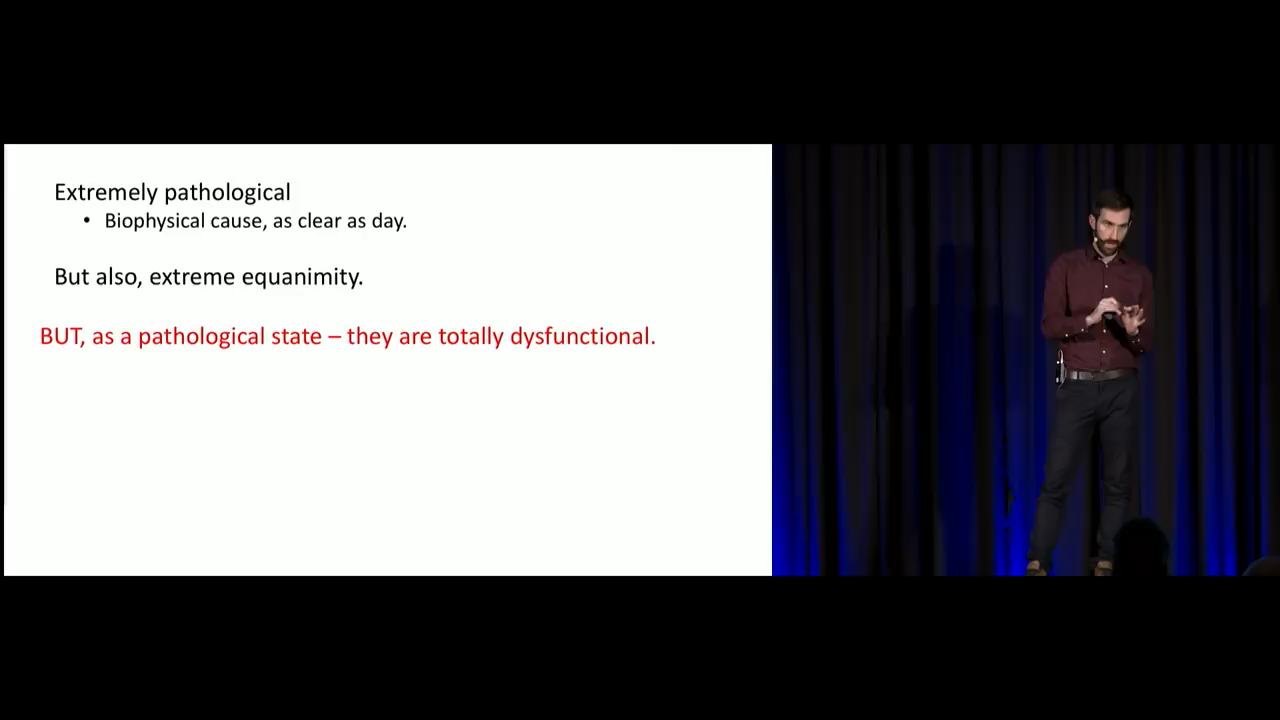 Extremely pathological
• Biophysical cause, as clear as day.
But also, extreme equanimity.
BUT, as a pathological state – they are totally dysfunctional.